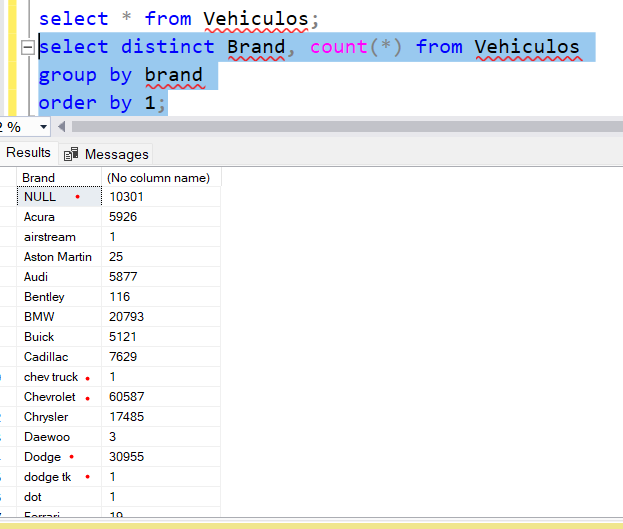 select * from Vehiculos;
select distinct Brand, count(*) from Vehiculos
group by brand
order by 1;
2 %
Results Messages
Brand (No column name)
NULL 10301
Acura 5926
airstream 1
Aston Martin 25
Audi 5877
Bentley 116
BMW 20793
Buick 5121
Cadillac 7629
chev truck 1
Chevrolet 60587
Chrysler 17485
Daewoo 3
Dodge 30955
dodge tk 1
dot 1
Ferrari 19